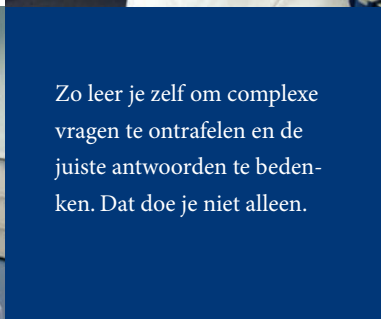 Zo leer je zelf om complexe
vragen te ontrafelen en de
juiste antwoorden te beden-
ken. Dat doe je niet alleen.